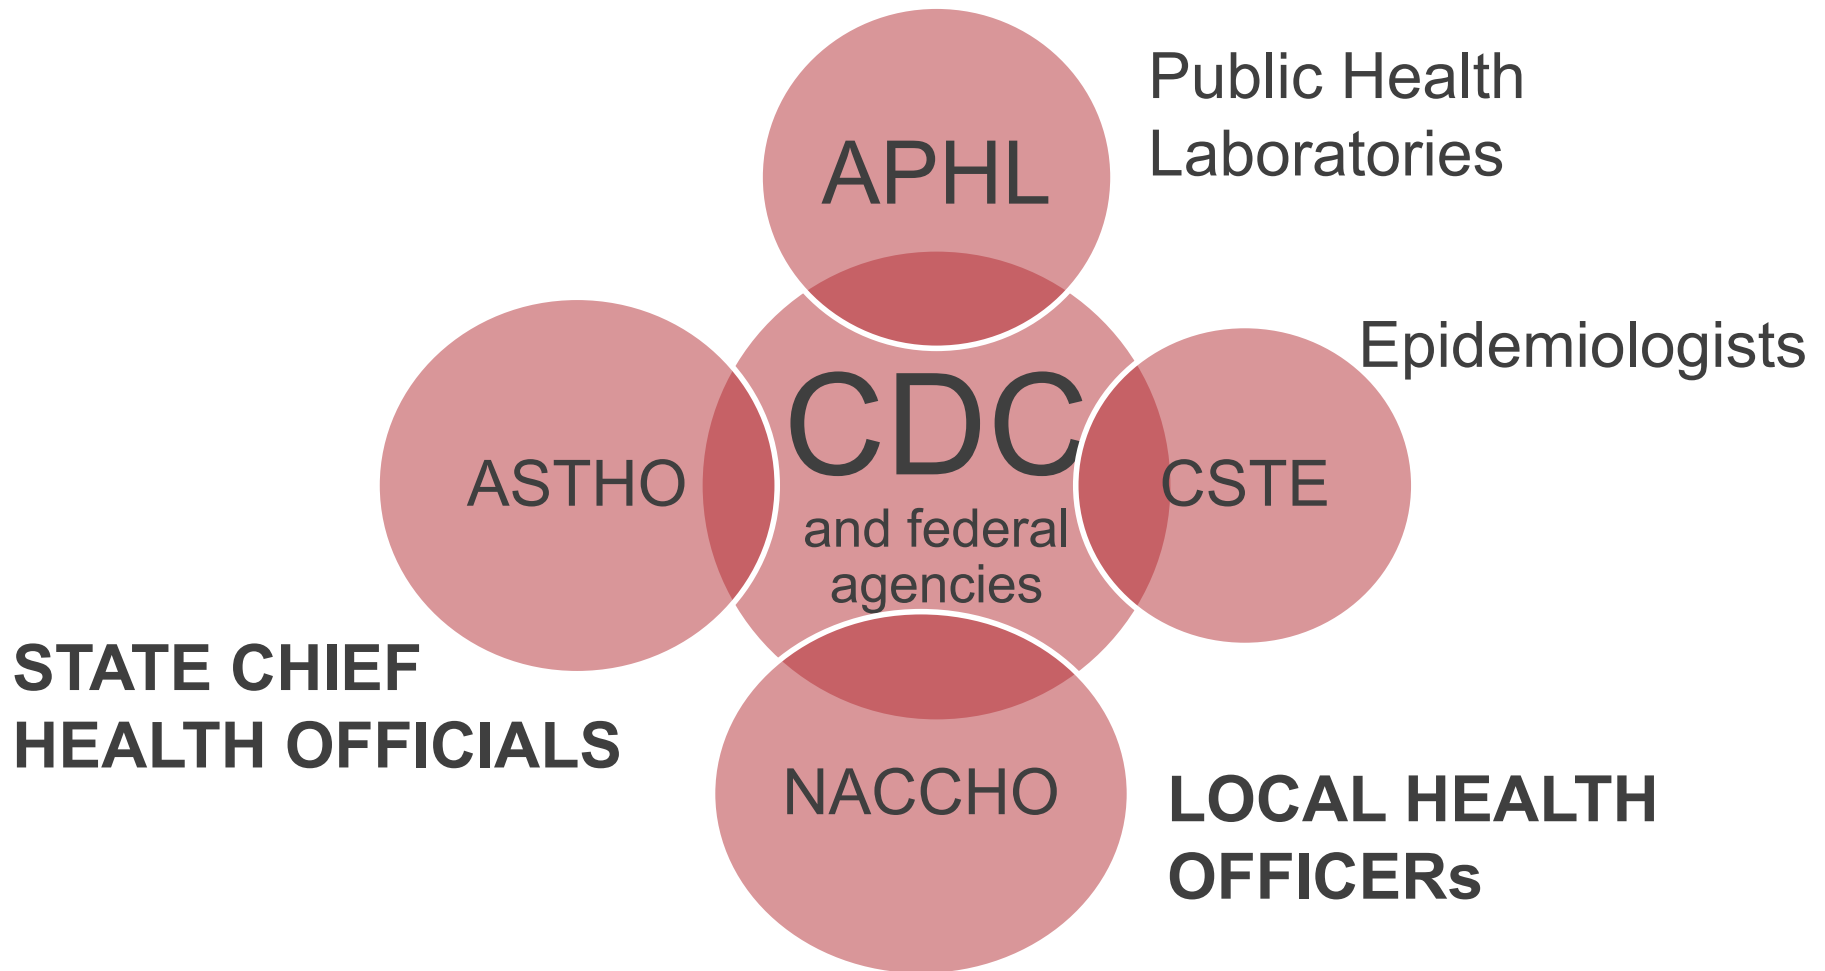 APHL
Public Health
Laboratories
Epidemiologists
CDC
and federal
agencies
ASTHO
CSTE
STATE CHIEF
HEALTH OFFICIALS
NACCHO
LOCAL HEALTH
OFFICERs